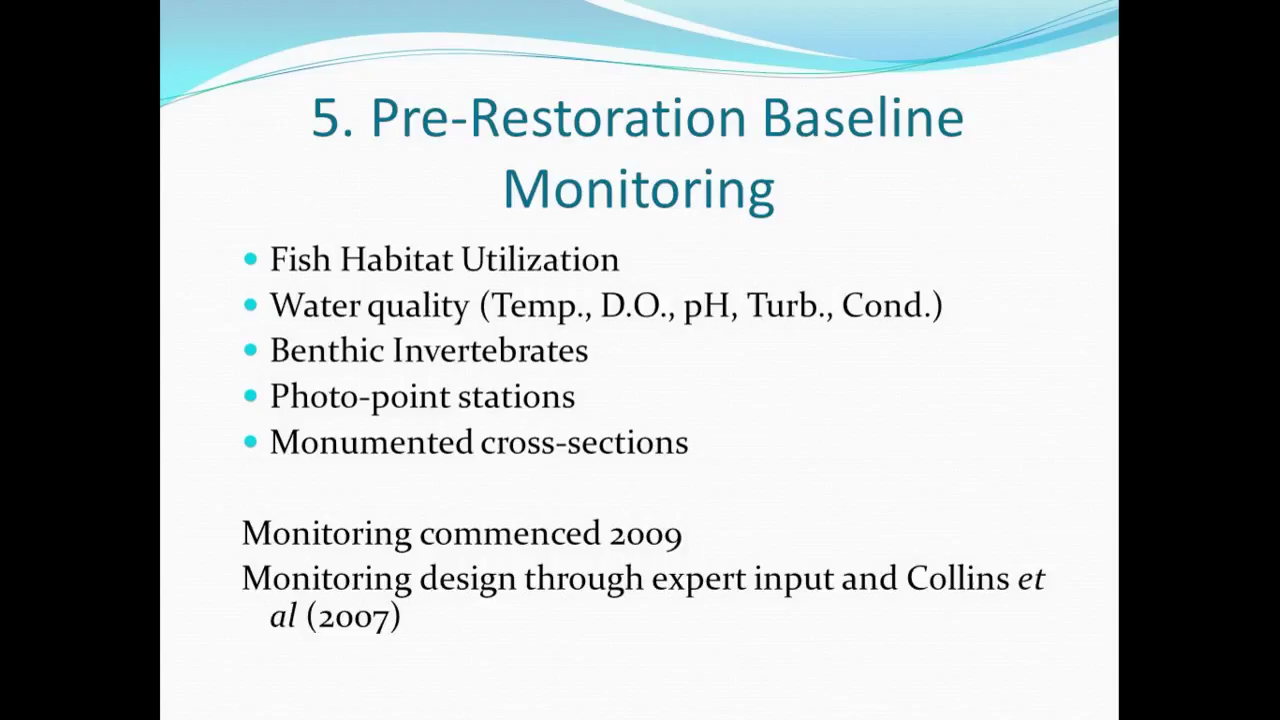 5. Pre-Restoration Baseline
Monitoring
• Fish Habitat Utilization
• Water quality (Temp., D.O., pH, Turb., Cond.)
• Benthic Invertebrates
• Photo-point stations
• Monumented cross-sections
Monitoring commenced 2009
Monitoring design through expert input and Collins et
al (2007)